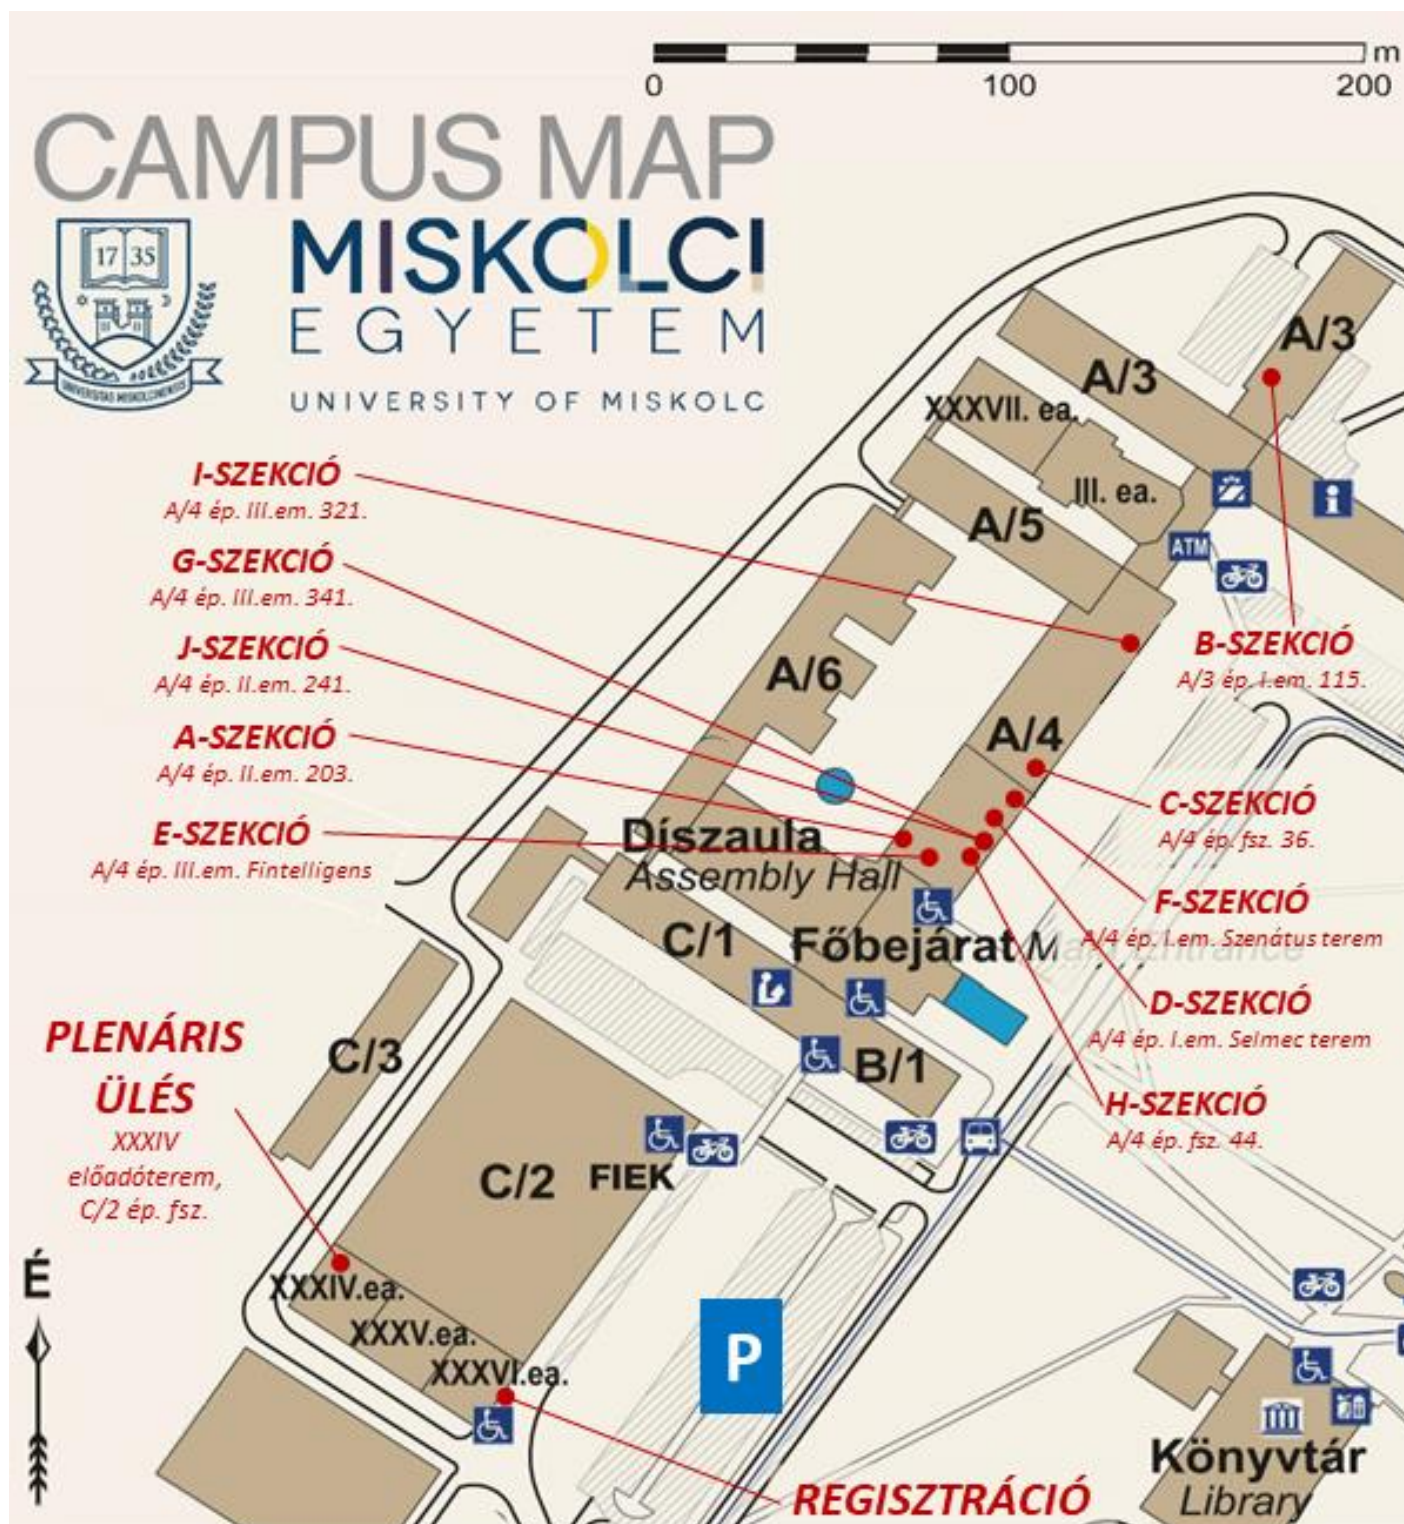 m
0 100 200
CAMPUS MAP
17 35
UNIVERSITAS MISKOLCINENSIS
MISKOLCI
EGYETEM
UNIVERSITY OF MISKOLC
A/3
A/3
XXXVII. ea.
III. ea.
A/5
ATM
I-SZEKCIÓ
A/4 ép. III.em. 321.
G-SZEKCIÓ
A/4 ép. III.em. 341.
J-SZEKCIÓ
A/4 ép. II.em. 241.
A-SZEKCIÓ
A/4 ép. II.em. 203.
E-SZEKCIÓ
A/4 ép. III.em. Fintelligens
B-SZEKCIÓ
A/3 ép. I.em. 115.
A/6
A/4
C-SZEKCIÓ
A/4 ép. fsz. 36.
F-SZEKCIÓ
A/4 ép. I.em. Szenátus terem
D-SZEKCIÓ
A/4 ép. I.em. Selmec terem
H-SZEKCIÓ
A/4 ép. fsz. 44.
Díszaula
Assembly Hall
C/1
Főbejárat Main Entrance
B/1
C/3
PLENÁRIS
ÜLÉS
XXXIV
előadóterem,
C/2 ép. fsz.
C/2 FIEK
É
XXXIV.ea.
XXXV.ea.
XXXVI.ea.
P
REGISZTRÁCIÓ
Könyvtár
Library